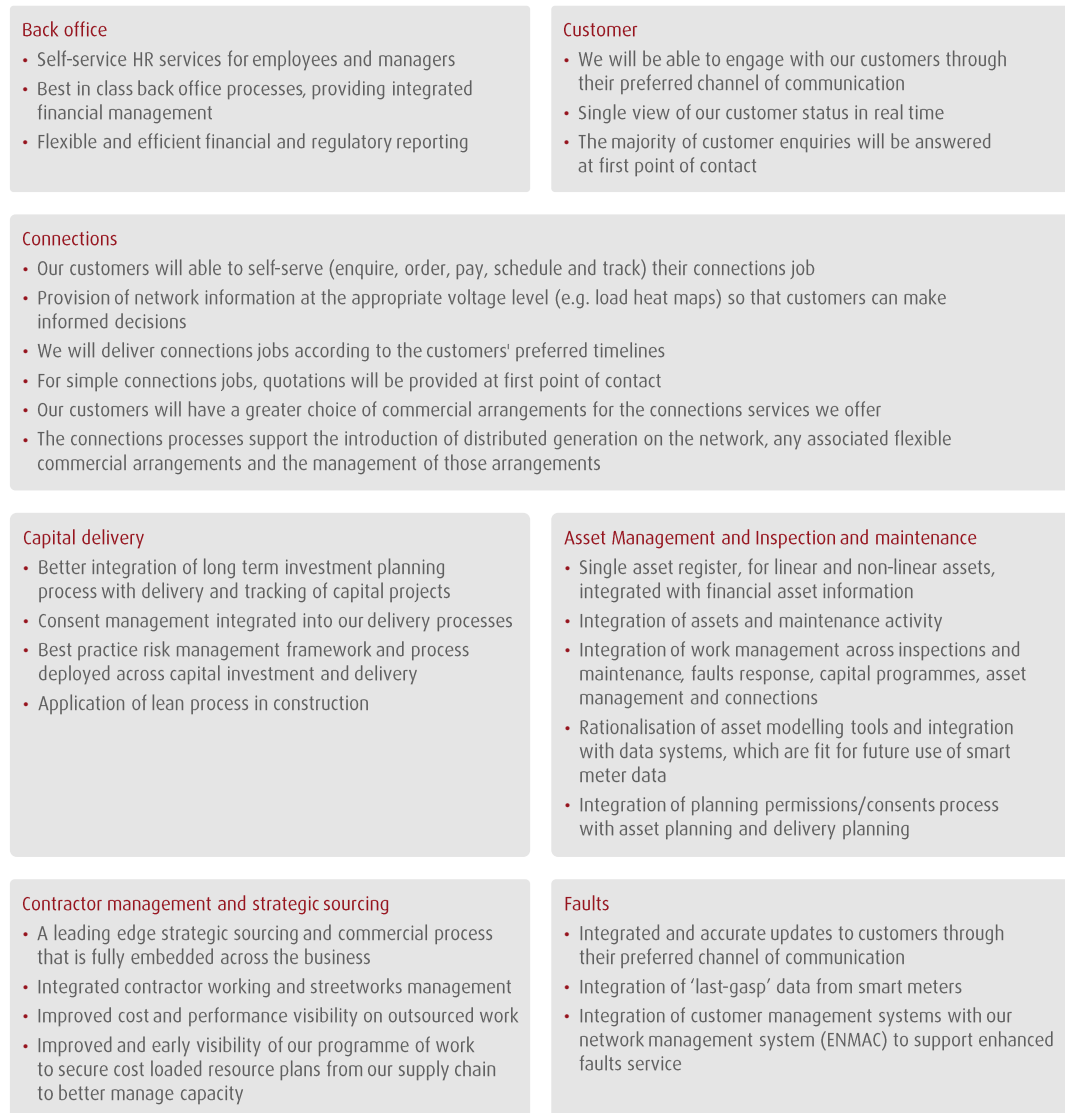 Back office
• Self-service HR services for employees and managers
• Best in class back office processes, providing integrated
financial management
• Flexible and efficient financial and regulatory reporting
Customer
• We will be able to engage with our customers through
their preferred channel of communication
• Single view of our customer status in real time
• The majority of customer enquiries will be answered
at first point of contact
Connections
• Our customers will able to self-serve (enquire, order, pay, schedule and track) their connections job
• Provision of network information at the appropriate voltage level (e.g. load heat maps) so that customers can make
informed decisions
• We will deliver connections jobs according to the customers' preferred timelines
• For simple connections jobs, quotations will be provided at first point of contact
• Our customers will have a greater choice of commercial arrangements for the connections services we offer
• The connections processes support the introduction of distributed generation on the network, any associated flexible
commercial arrangements and the management of those arrangements
Capital delivery
• Better integration of long term investment planning
process with delivery and tracking of capital projects
• Consent management integrated into our delivery processes
• Best practice risk management framework and process
deployed across capital investment and delivery
• Application of lean process in construction
Asset Management and Inspection and maintenance
• Single asset register, for linear and non-linear assets,
integrated with financial asset information
• Integration of assets and maintenance activity
• Integration of work management across inspections and
maintenance, faults response, capital programmes, asset
management and connections
• Rationalisation of asset modelling tools and integration
with data systems, which are fit for future use of smart
meter data
• Integration of planning permissions/consents process
with asset planning and delivery planning
Contractor management and strategic sourcing
• A leading edge strategic sourcing and commercial process
that is fully embedded across the business
• Integrated contractor working and streetworks management
• Improved cost and performance visibility on outsourced work
• Improved and early visibility of our programme of work
to secure cost loaded resource plans from our supply chain
to better manage capacity
Faults
• Integrated and accurate updates to customers through
their preferred channel of communication
• Integration of ‘last-gasp’ data from smart meters
• Integration of customer management systems with our
network management system (ENMAC) to support enhanced
faults service